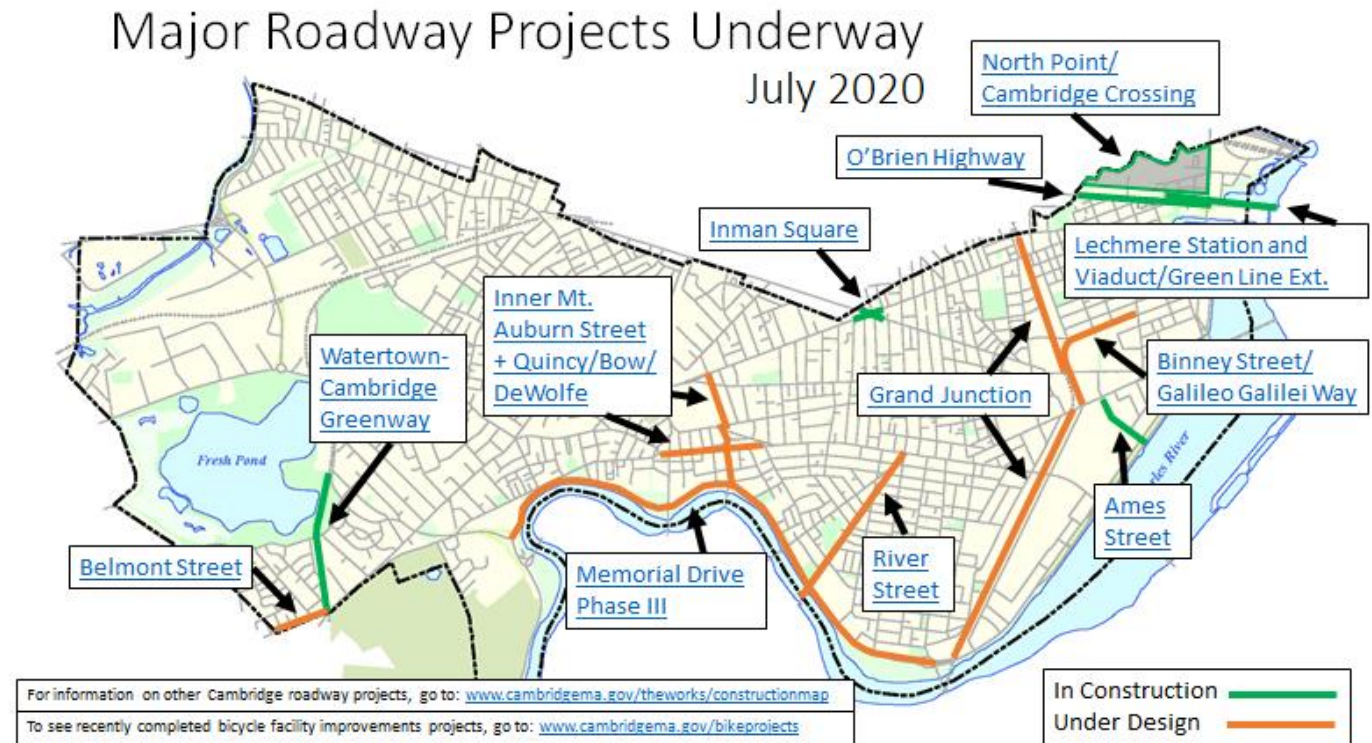 Major Roadway Projects Underway
July 2020
North Point/
Cambridge Crossing
O'Brien Highway
Inman Square
Lechmere Station and
Viaduct/Green Line Ext.
Inner Mt.
Auburn Street
+ Quincy/Bow/
DeWolfe
Watertown-
Cambridge
Greenway
Grand Junction
Binney Street/
Galileo Galilei Way
Fresh Pond
River
Ames
Street
Belmont Street
Memorial Drive
Phase III
River
Street
For information on other Cambridge roadway projects, go to: www.cambridgema.gov/theworks/constructionmap
To see recently completed bicycle facility improvements projects, go to: www.cambridgema.gov/bikeprojects
In Construction
Under Design